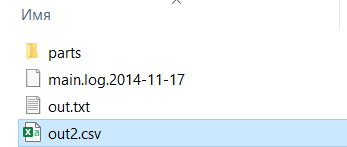 Имя
parts
main.log.2014-11-17
out.txt
out2.csv